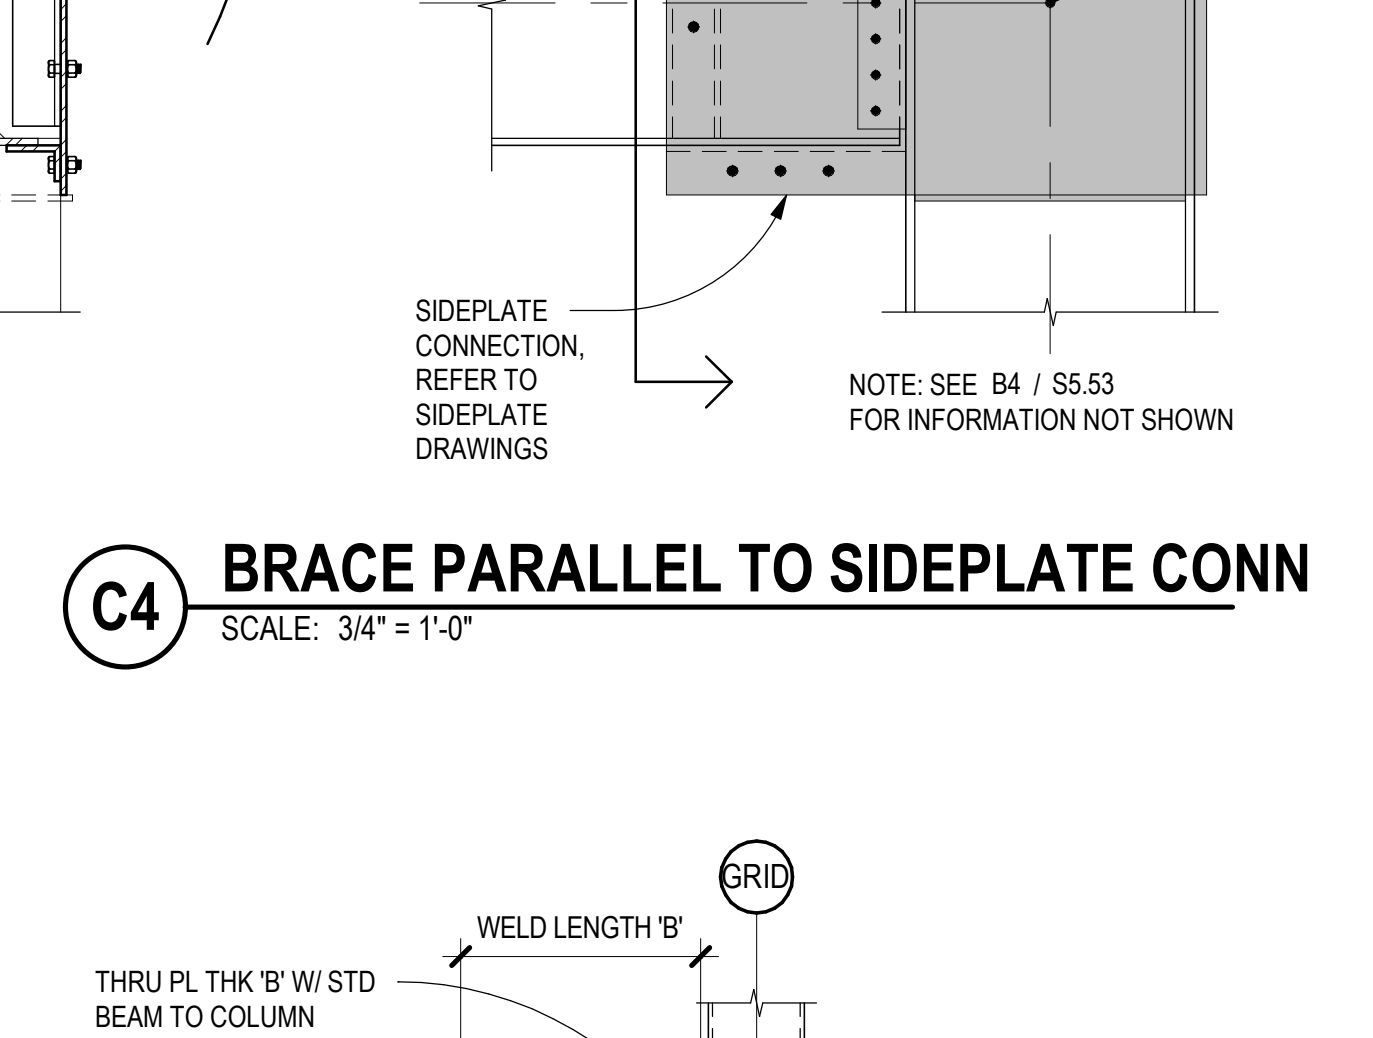 SIDEPLATE
CONNECTION,
REFER TO
SIDEPLATE
DRAWINGS
NOTE: SEE B4 / S5.53
FOR INFORMATION NOT SHOWN
C4
BRACE PARALLEL TO SIDEPLATE CONN
SCALE: 3/4" = 1'-0"
GRID
WELD LENGTH 'B'
THRU PL THK 'B' W/ STD
BEAM TO COLUMN